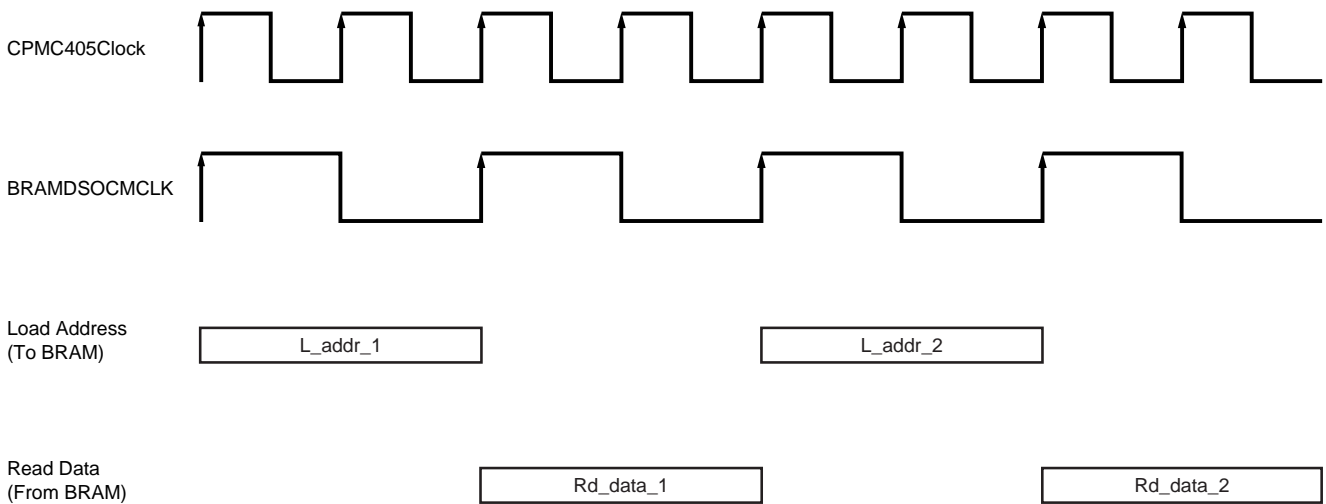 CPMC405Clock
BRAMDSOCMCLK
Load Address
(To BRAM)
L_addr_1
L_addr_2
Read Data
(From BRAM)
Rd_data_1
Rd_data_2